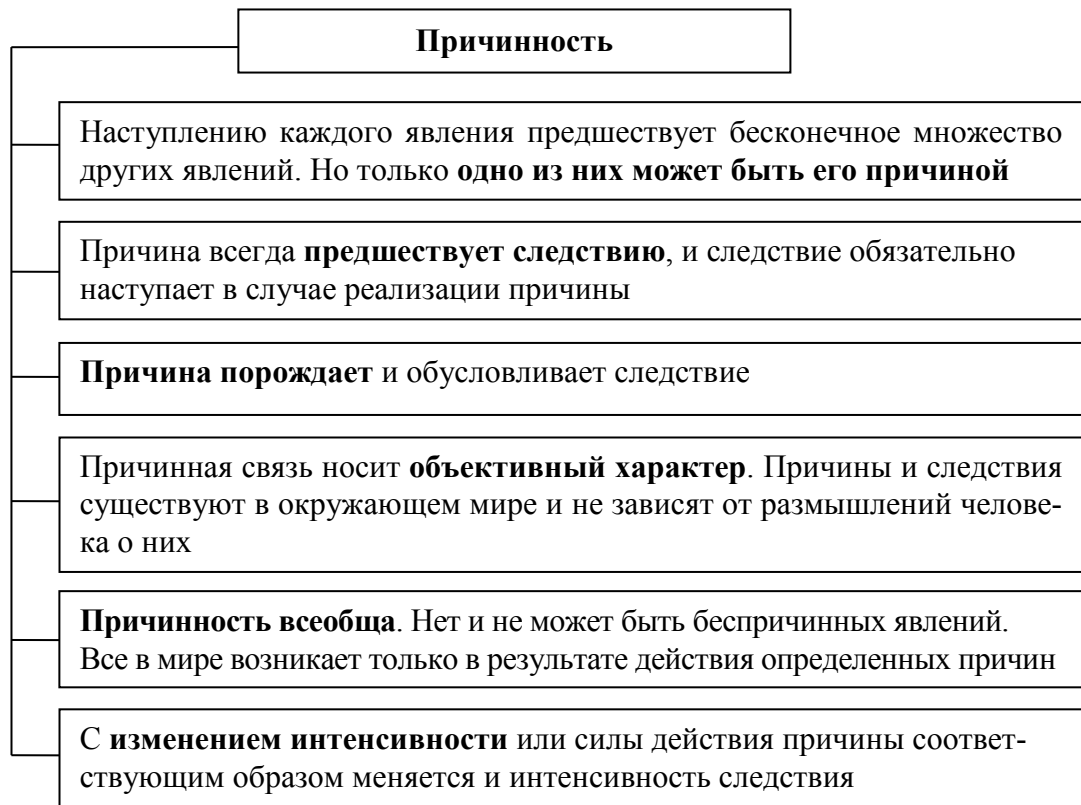 Причинность
Наступлению каждого явления предшествует бесконечное множество
других явлений. Но только одно из них может быть его причиной
Причина всегда предшествует следствию, и следствие обязательно
наступает в случае реализации причины
Причина порождает и обусловливает следствие
Причинная связь носит объективный характер. Причины и следствия
существуют в окружающем мире и не зависят от размышлений челове-
ка о них
Причинность всеобща. Нет и не может быть беспричинных явлений.
Все в мире возникает только в результате действия определенных причин
С изменением интенсивности или силы действия причины соответ-
ствующим образом меняется и интенсивность следствия